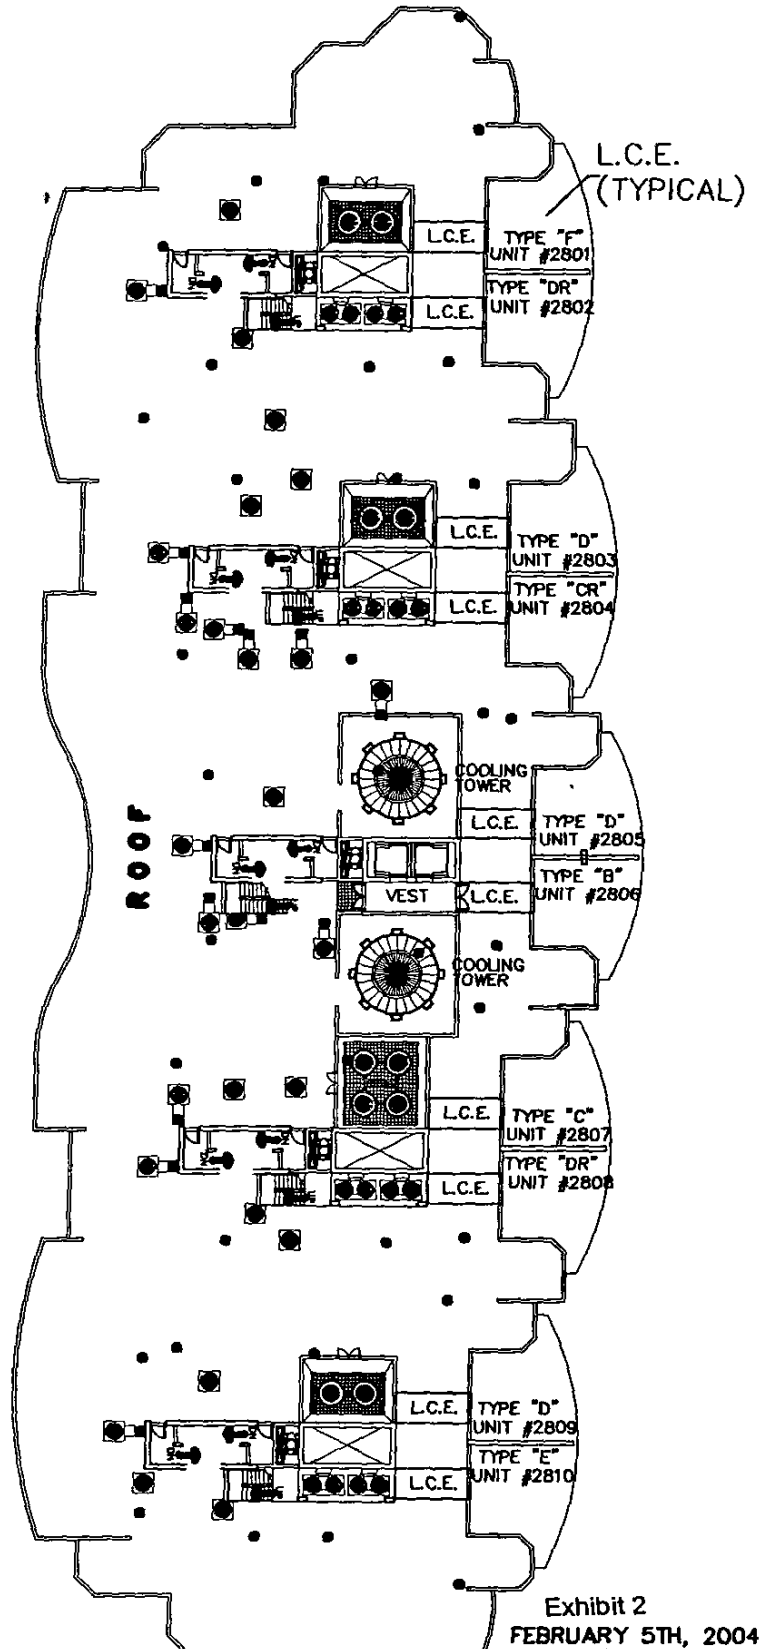 L.C.E.
(TYPICAL)
L.C.E.
TYPE "F"
UNIT #2801
TYPE "DR"
UNIT #2802
L.C.E.
L.C.E.
TYPE "D"
UNIT #2803
TYPE "CR"
UNIT #2804
L.C.E.
COOLING
TOWER
L.C.E.
TYPE "D"
UNIT #2805
ROOF
VEST
L.C.E.
TYPE "B"
UNIT #2806
COOLING
TOWER
L.C.E.
TYPE "C"
UNIT #2807
TYPE "DR"
UNIT #2808
L.C.E.
L.C.E.
TYPE "D"
UNIT #2809
TYPE "E"
UNIT #2810
L.C.E.
Exhibit 2
FEBRUARY 5TH, 2004